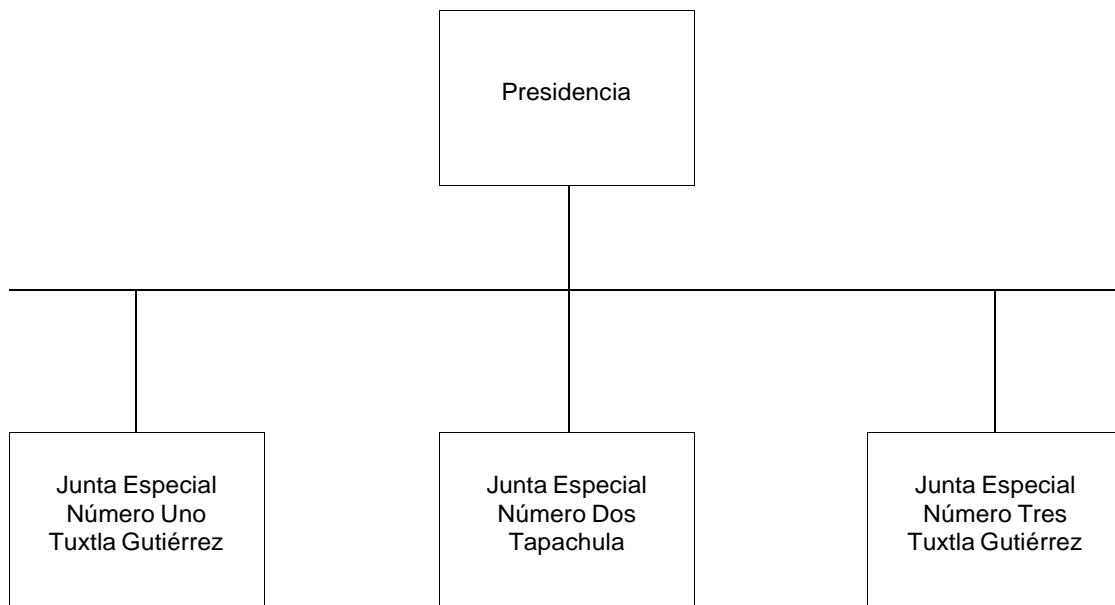 Presidencia
Junta Especial
Número Uno
Tuxtla Gutiérrez
Junta Especial
Número Dos
Tapachula
Junta Especial
Número Tres
Tuxtla Gutiérrez